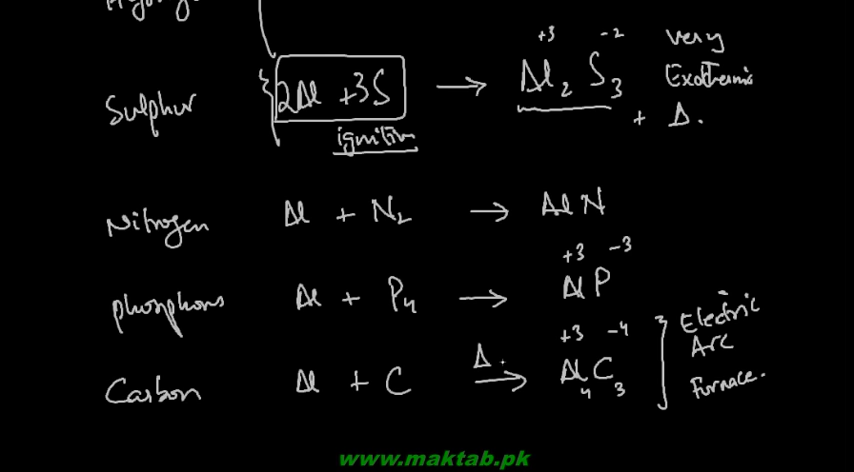 Sulphur 2Al + 3S → Al₂S₃ +3 -2 very
Exothermic
ignition + Δ.
Nitrogen Al + N₂ → AlN
Phosphorus Al + P₄ → AlP +3 -3
Carbon Al + C Δ. → Al₄C₃ +3 -4 Electric
Arc
Furnace.
www.maktab.pk